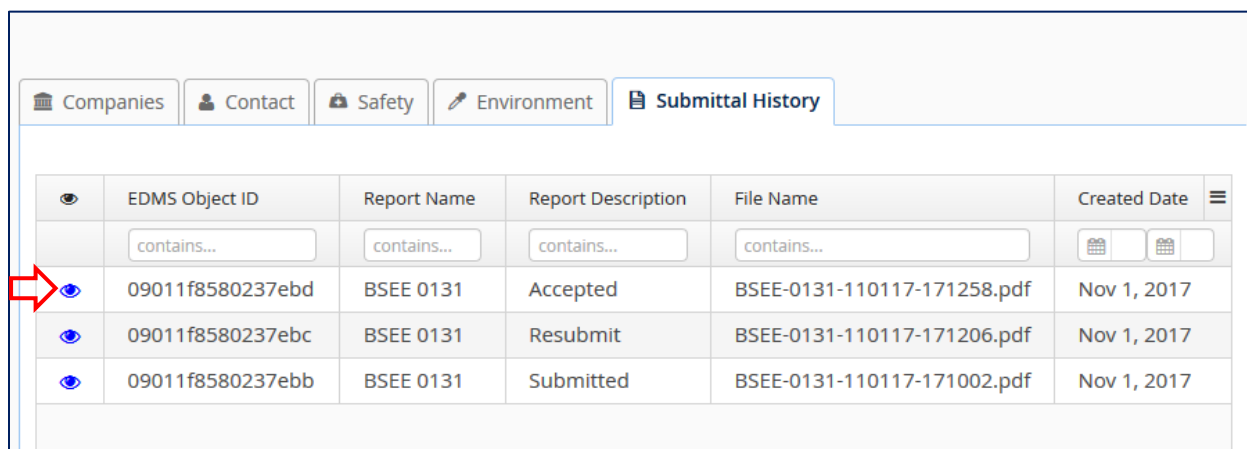 Companies Contact Safety Environment Submittal History
EDMS Object ID Report Name Report Description File Name Created Date
contains... contains... contains... contains...
09011f8580237ebd BSEE 0131 Accepted BSEE-0131-110117-171258.pdf Nov 1, 2017
09011f8580237ebc BSEE 0131 Resubmit BSEE-0131-110117-171206.pdf Nov 1, 2017
09011f8580237ebb BSEE 0131 Submitted BSEE-0131-110117-171002.pdf Nov 1, 2017